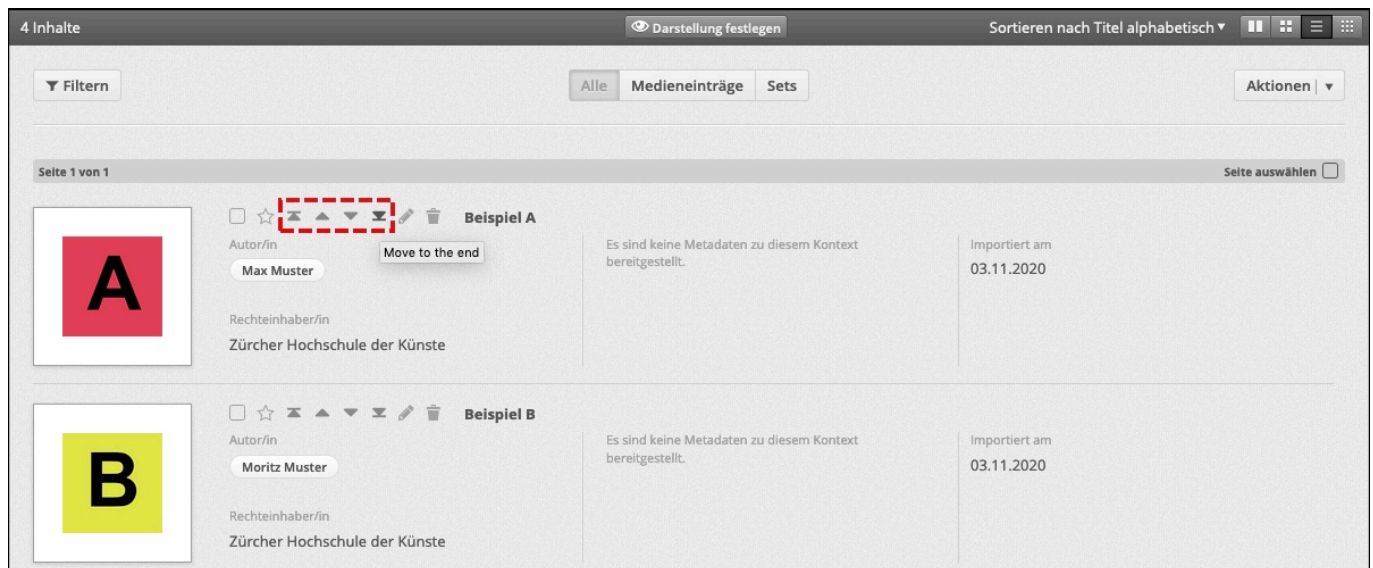 4 Inhalte
Darstellung festlegen
Sortieren nach Titel alphabetisch
Filtern
Alle
Medieneinträge
Sets
Aktionen
Seite 1 von 1
Seite auswählen
A
Beispiel A
Move to the end
Autor/in
Max Muster
Rechteinhaber/in
Zürcher Hochschule der Künste
Es sind keine Metadaten zu diesem Kontext
bereitgestellt.
Importiert am
03.11.2020
B
Beispiel B
Autor/in
Moritz Muster
Rechteinhaber/in
Zürcher Hochschule der Künste
Es sind keine Metadaten zu diesem Kontext
bereitgestellt.
Importiert am
03.11.2020